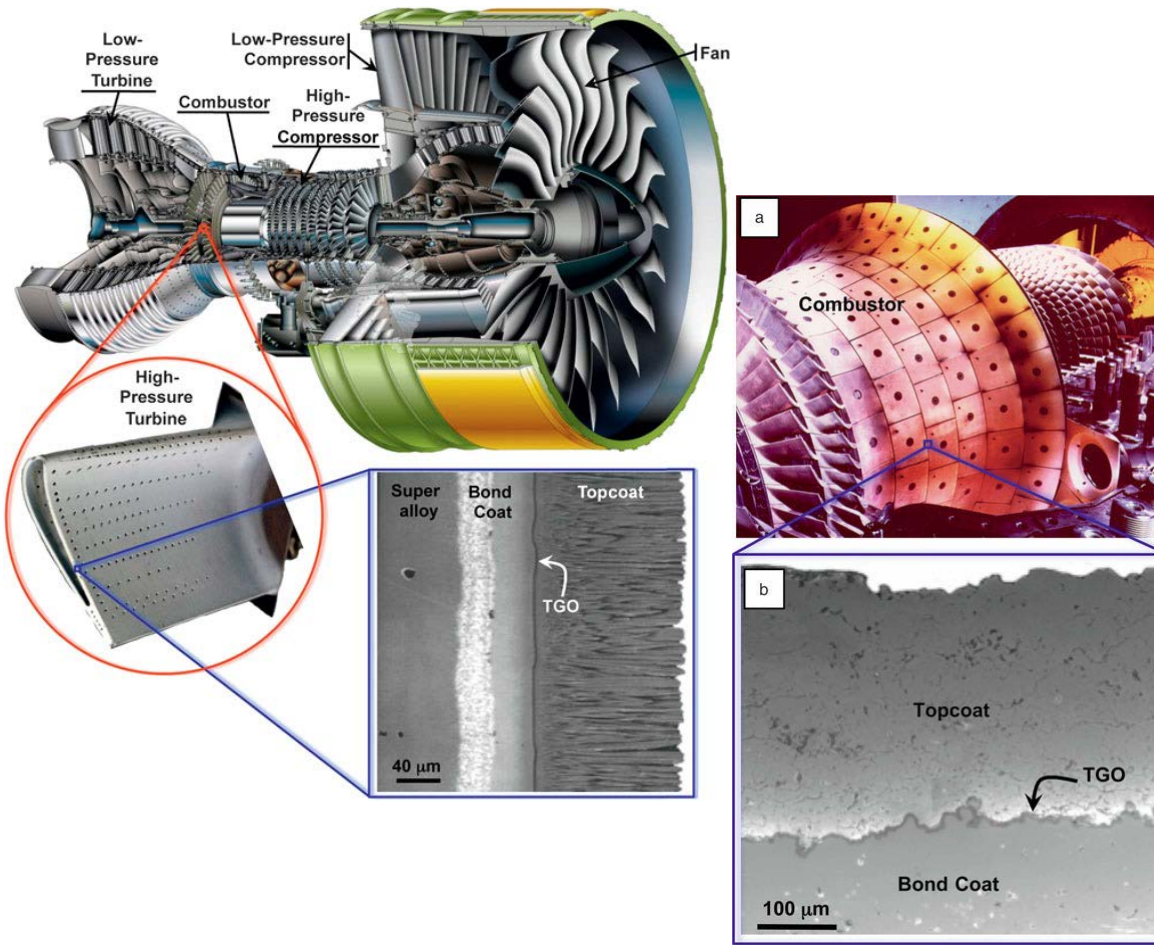 Low-
Pressure
Turbine
Combustor
High-
Pressure
Compressor
Low-Pressure
Compressor
Fan
High-
Pressure
Turbine
Super
alloy
Bond
Coat
Topcoat
TGO
40 μm
a
Combustor
b
Topcoat
TGO
Bond Coat
100 μm